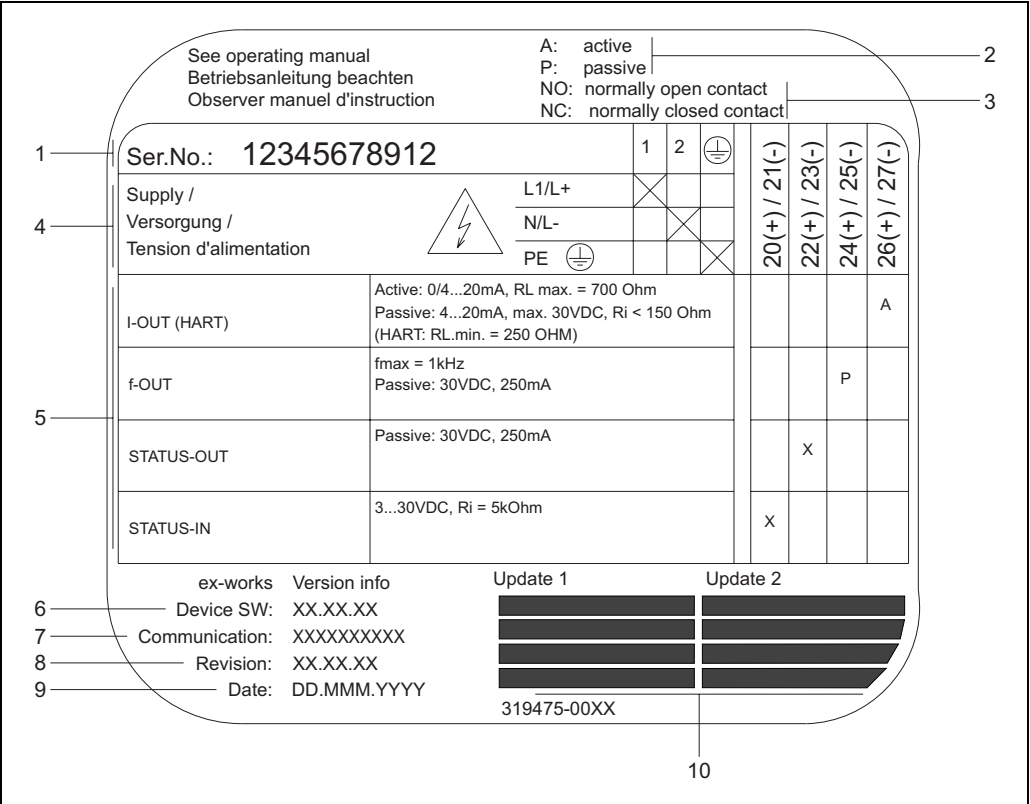 See operating manual
Betriebsanleitung beachten
Observer manuel d'instruction
A: active
P: passive
NO: normally open contact
NC: normally closed contact
2
3
1
Ser.No.: 12345678912
1 2
20(+) / 21(-)
22(+) / 23(-)
24(+) / 25(-)
26(+) / 27(-)
4
Supply /
Versorgung /
Tension d'alimentation
L1/L+
N/L-
PE
5
I-OUT (HART)
Active: 0/4...20mA, RL max. = 700 Ohm
Passive: 4...20mA, max. 30VDC, Ri < 150 Ohm
(HART: RL.min. = 250 OHM)
A
f-OUT
fmax = 1kHz
Passive: 30VDC, 250mA
P
STATUS-OUT
Passive: 30VDC, 250mA
X
STATUS-IN
3...30VDC, Ri = 5kOhm
X
ex-works Version info
Update 1
Update 2
6
Device SW: XX.XX.XX
7
Communication: XXXXXXXXXX
8
Revision: XX.XX.XX
9
Date: DD.MMM.YYYY
319475-00XX
10